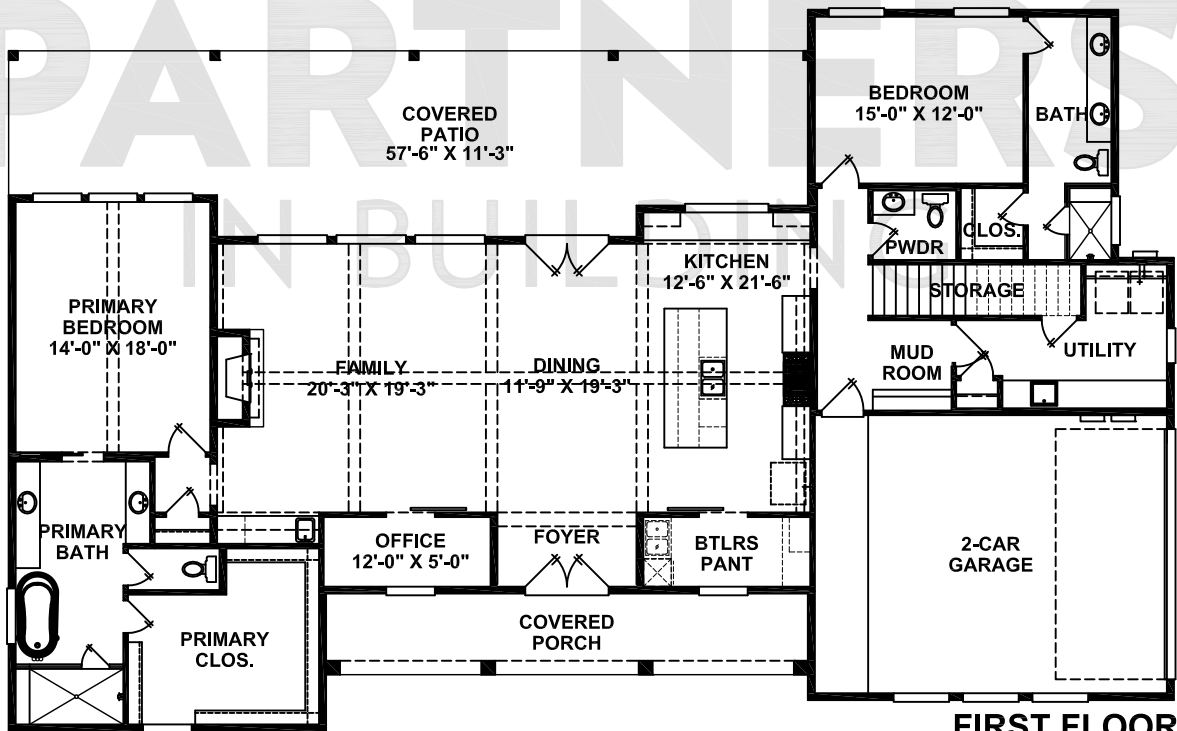 PARTNERS
IN BUILDING
COVERED
PATIO
57'-6" X 11'-3"
BEDROOM
15'-0" X 12'-0"
BATH
PWDR
CLOS.
KITCHEN
12'-6" X 21'-6"
STORAGE
PRIMARY
BEDROOM
14'-0" X 18'-0"
FAMILY
20'-3" X 19'-3"
DINING
11'-9" X 19'-3"
MUD
ROOM
UTILITY
PRIMARY
BATH
OFFICE
12'-0" X 5'-0"
FOYER
BTLRS
PANT
2-CAR
GARAGE
PRIMARY
CLOS.
COVERED
PORCH
FIRST FLOOR